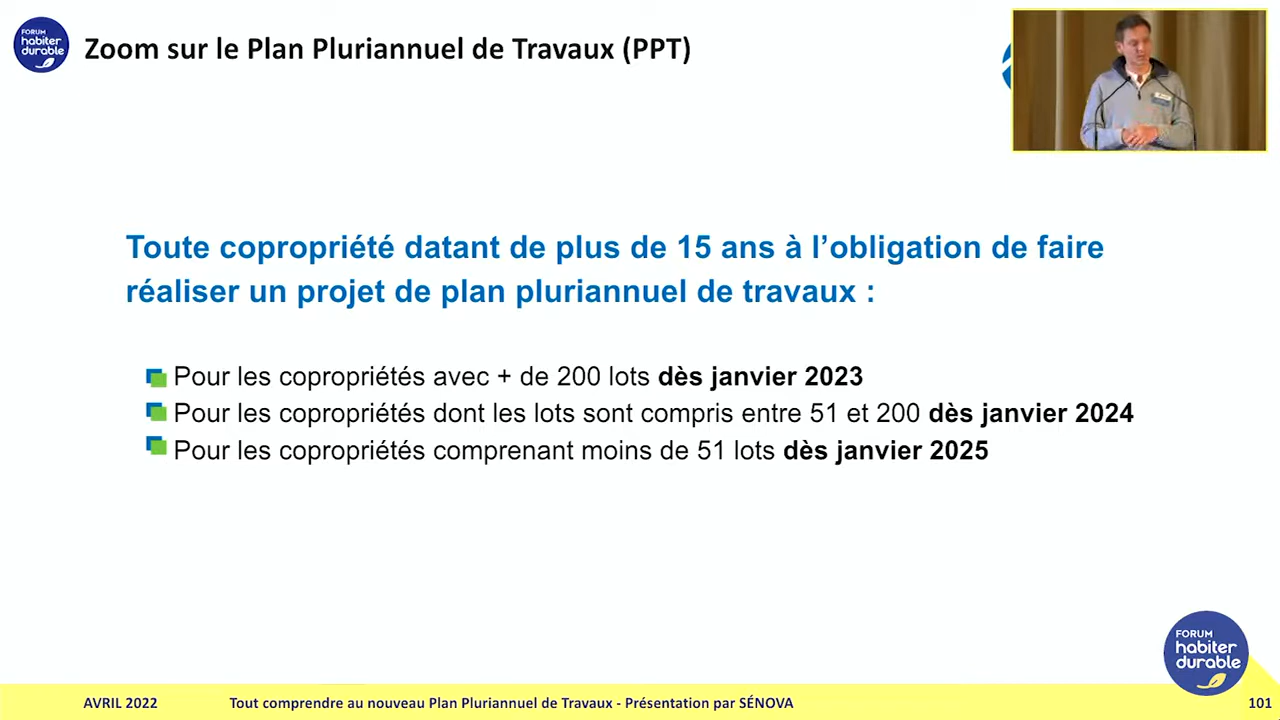 FORUM
habiter
durable
Zoom sur le Plan Pluriannuel de Travaux (PPT)
Toute copropriété datant de plus de 15 ans à l’obligation de faire
réaliser un projet de plan pluriannuel de travaux :
Pour les copropriétés avec + de 200 lots dès janvier 2023
Pour les copropriétés dont les lots sont compris entre 51 et 200 dès janvier 2024
Pour les copropriétés comprenant moins de 51 lots dès janvier 2025
FORUM
habiter
durable
AVRIL 2022 Tout comprendre au nouveau Plan Pluriannuel de Travaux - Présentation par SÉNOVA 101